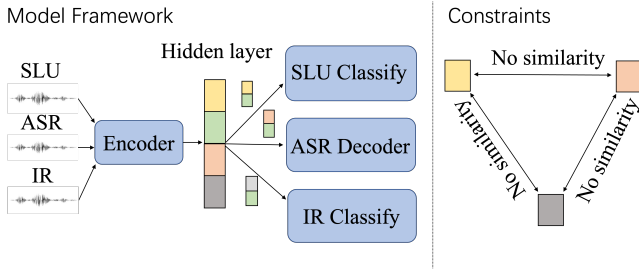 Model Framework
Constraints
SLU
ASR
IR
Encoder
Hidden layer
SLU Classify
ASR Decoder
IR Classify
No similarity
No similarity
No similarity